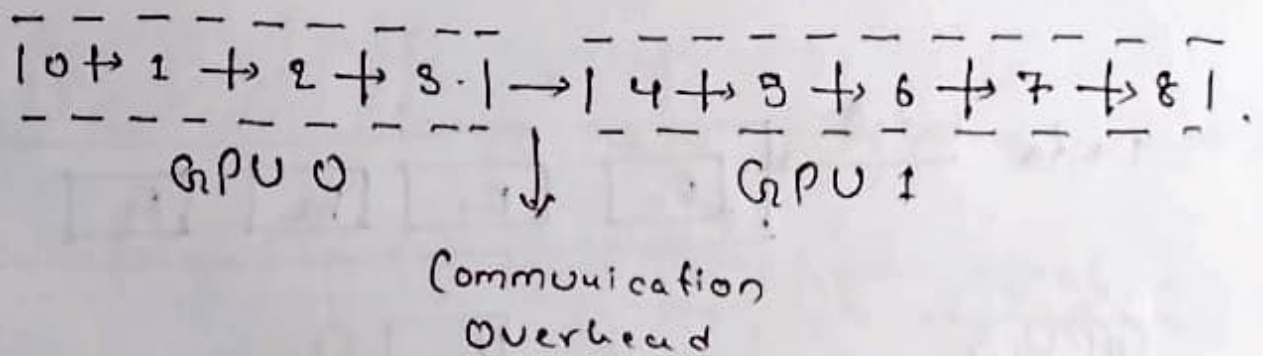 | 0 → 1 → 2 → 3 · | → | 4 → 5 → 6 → 7 → 8 | .
GPU 0 ↓ GPU 1
Communication
Overhead